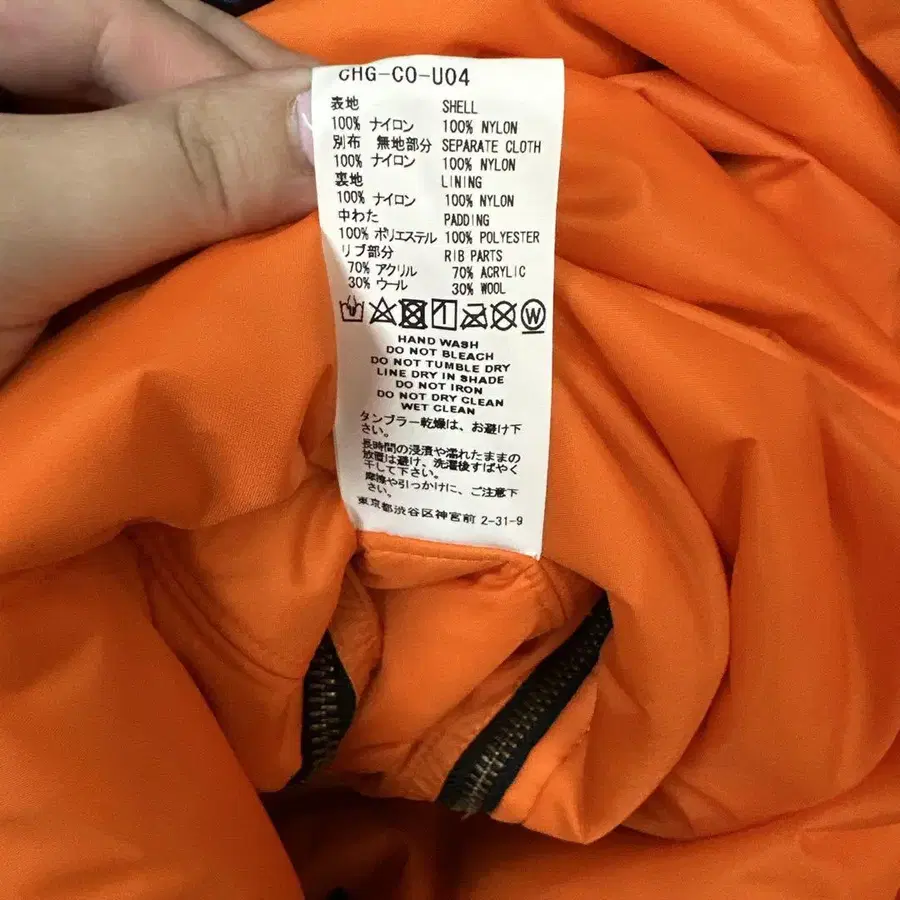 CHG-CO-U04
表地 SHELL
100% ナイロン 100% NYLON
別布 無地部分 SEPARATE CLOTH
100% ナイロン 100% NYLON
裏地 LINING
100% ナイロン 100% NYLON
中わた PADDING
100% ポリエステル 100% POLYESTER
リブ部分 RIB PARTS
70% アクリル 70% ACRYLIC
30% ウール 30% WOOL
W
HAND WASH
DO NOT BLEACH
DO NOT TUMBLE DRY
LINE DRY IN SHADE
DO NOT IRON
DO NOT DRY CLEAN
WET CLEAN
タンブラー乾燥は、お避け下
さい。
長時間の浸漬や濡れたままの
放置は避け、洗濯後すばやく
干して下さい。
摩擦や引っかけに、ご注意下
さい。
東京都渋谷区神宮前 2-31-9